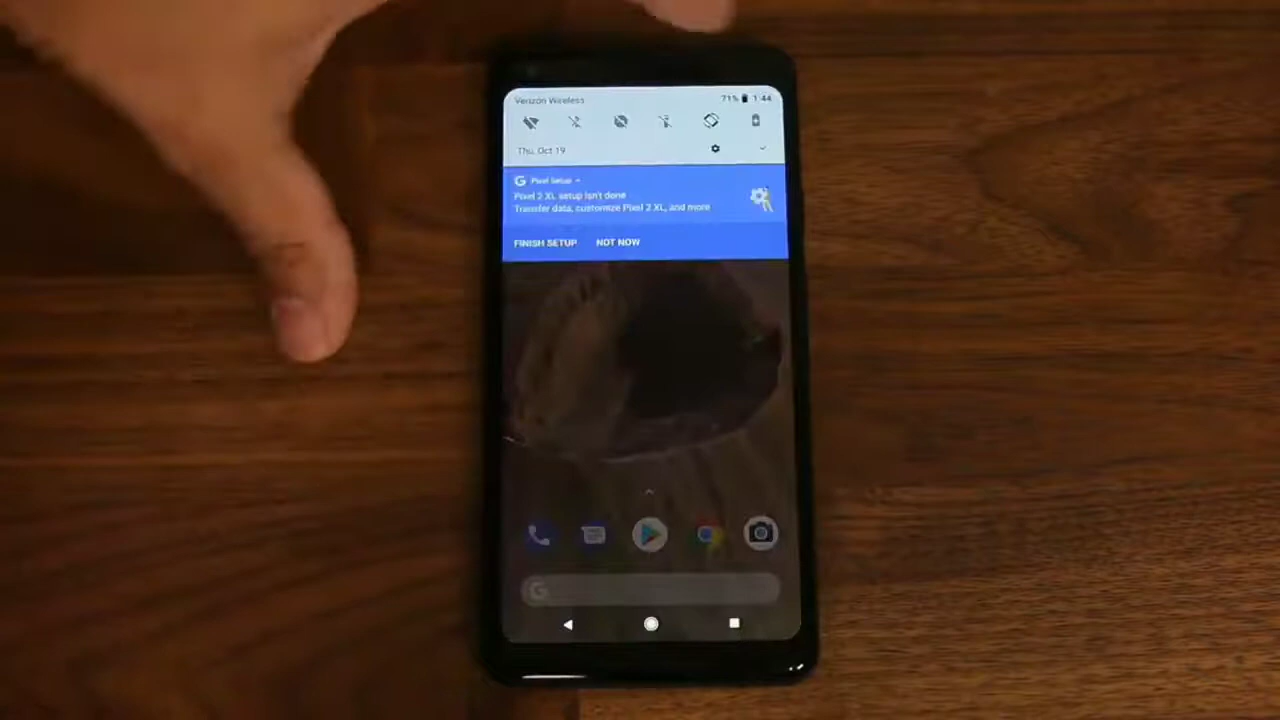 Verizon Wireless 71% 1:44
Thu, Oct 19
Pixel Setup
Pixel 2 XL setup isn't done
Transfer data, customize Pixel 2 XL, and more
FINISH SETUP NOT NOW